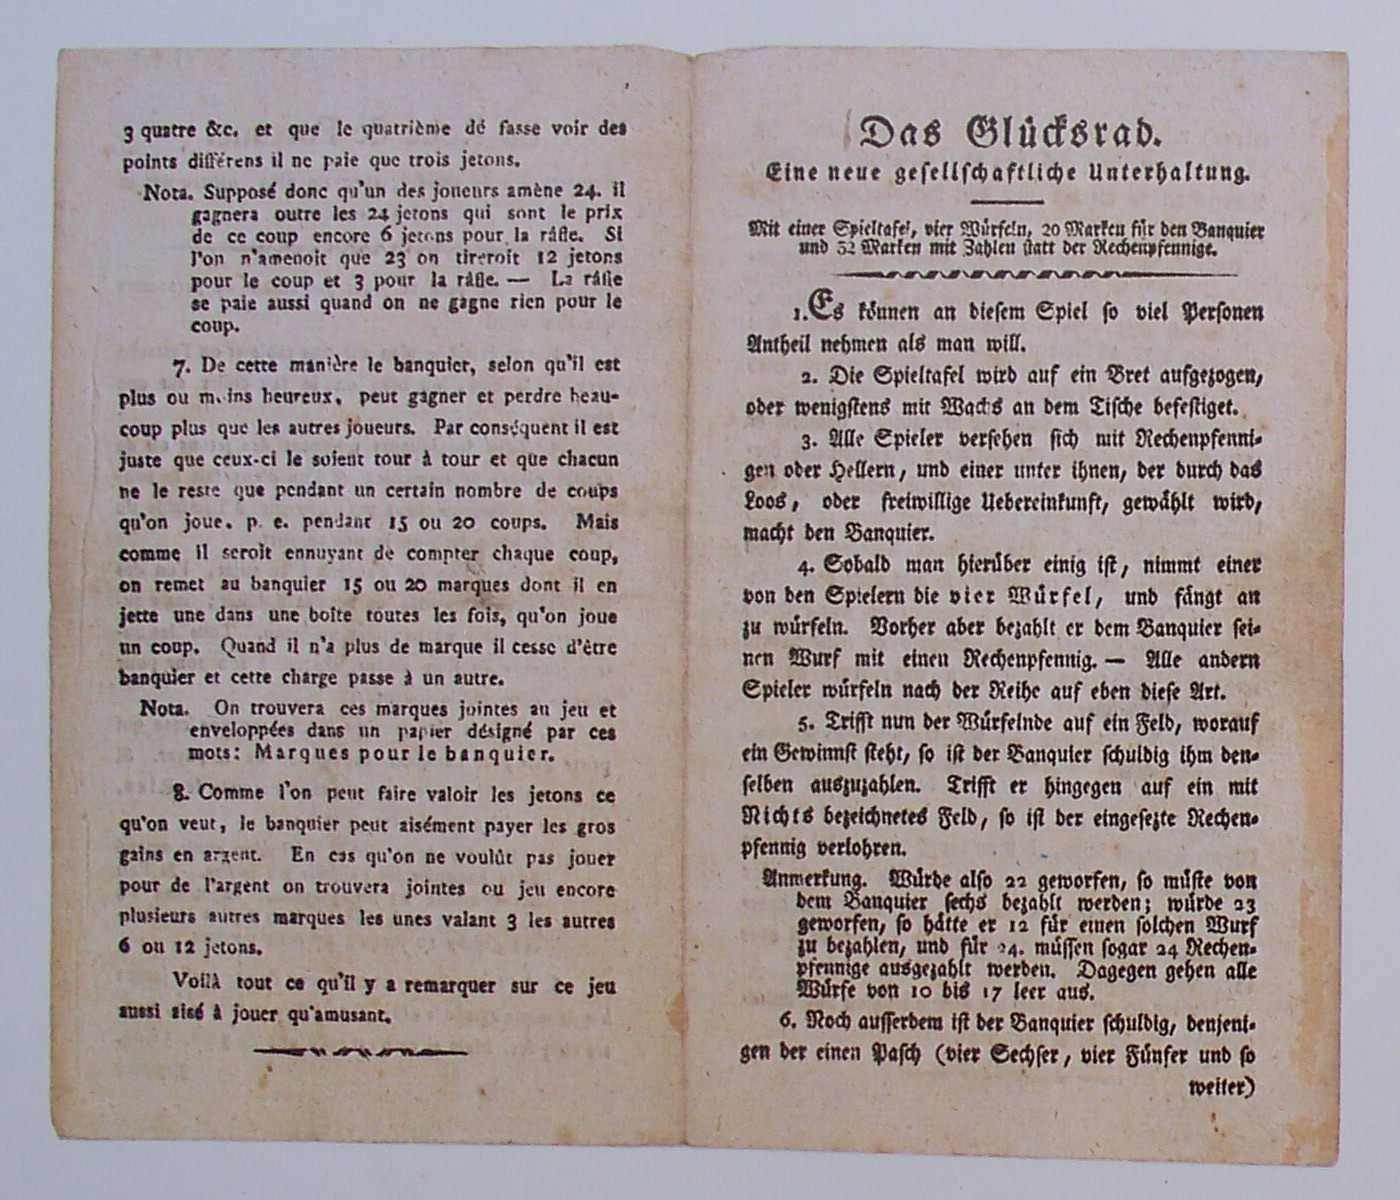 3 quatre &c. et que le quatrième dé fasse voir des
points différens il ne paie que trois jetons.
Nota. Supposé donc qu'un des joueurs amène 24. il
gagnera outre les 24 jetons qui sont le prix
de ce coup encore 6 jetons pour la râfle. Si
l'on n'amenoit que 23 on tireroit 12 jetons
pour le coup et 3 pour la râfle. — La râfle
se paie aussi quand on ne gagne rien pour le
coup.
7. De cette manière le banquier, selon qu'il est
plus ou moins heureux, peut gagner et perdre beau-
coup plus que les autres joueurs. Par conséquent il est
juste que ceux-ci le soient tour à tour et que chacun
ne le reste que pendant un certain nombre de coups
qu'on joue. p. e. pendant 15 ou 20 coups. Mais
comme il seroit ennuyant de compter chaque coup,
on remet au banquier 15 ou 20 marques dont il en
jette une dans une boîte toutes les fois, qu'on joue
un coup. Quand il n'a plus de marque il cesse d'être
banquier et cette charge passe à un autre.
Nota. On trouvera ces marques jointes au jeu et
enveloppées dans un papier désigné par ces
mots: Marques pour le banquier.
8. Comme l'on peut faire valoir les jetons ce
qu'on veut, le banquier peut aisément payer les gros
gains en argent. En cas qu'on ne voulût pas jouer
pour de l'argent on trouvera jointes ou jeu encore
plusieurs autres marques les unes valant 3 les autres
6 ou 12 jetons.
Voilà tout ce qu'il y a remarquer sur ce jeu
aussi aisé à jouer qu'amusant.
Das Glücksrad.
Eine neue gesellschaftliche Unterhaltung.
Mit einer Spieltafel, vier Würfeln, 20 Marken für den Banquier
und 32 Marken mit Zahlen statt der Rechenpfennige.
1. Es können an diesem Spiel so viel Personen
Antheil nehmen als man will.
2. Die Spieltafel wird auf ein Bret aufgezogen,
oder wenigstens mit Wachs an dem Tische befestiget.
3. Alle Spieler versehen sich mit Rechenpfenni-
gen oder Hellern, und einer unter ihnen, der durch das
Loos, oder freiwillige Uebereinkunft, gewählt wird,
macht den Banquier.
4. Sobald man hierüber einig ist, nimmt einer
von den Spielern die vier Würfel, und fängt an
zu würfeln. Vorher aber bezahlt er dem Banquier sei-
nen Wurf mit einen Rechenpfennig. — Alle andern
Spieler würfeln nach der Reihe auf eben diese Art.
5. Trifft nun der Würfelnde auf ein Feld, worauf
ein Gewinnst steht, so ist der Banquier schuldig ihm den-
selben auszuzahlen. Trifft er hingegen auf ein mit
Nichts bezeichnetes Feld, so ist der eingesezte Rechen-
pfennig verlohren.
Anmerkung. Würde also 22 geworfen, so müste von
dem Banquier sechs bezahlt werden; würde 23
geworfen, so hätte er 12 für einen solchen Wurf
zu bezahlen, und für 24. müssen sogar 24 Rechen-
pfennige ausgezahlt werden. Dagegen gehen alle
Würfe von 10 bis 17 leer aus.
6. Noch ausserdem ist der Banquier schuldig, denjeni-
gen der einen Pasch (vier Sechser, vier Fünfer und so
weiter)